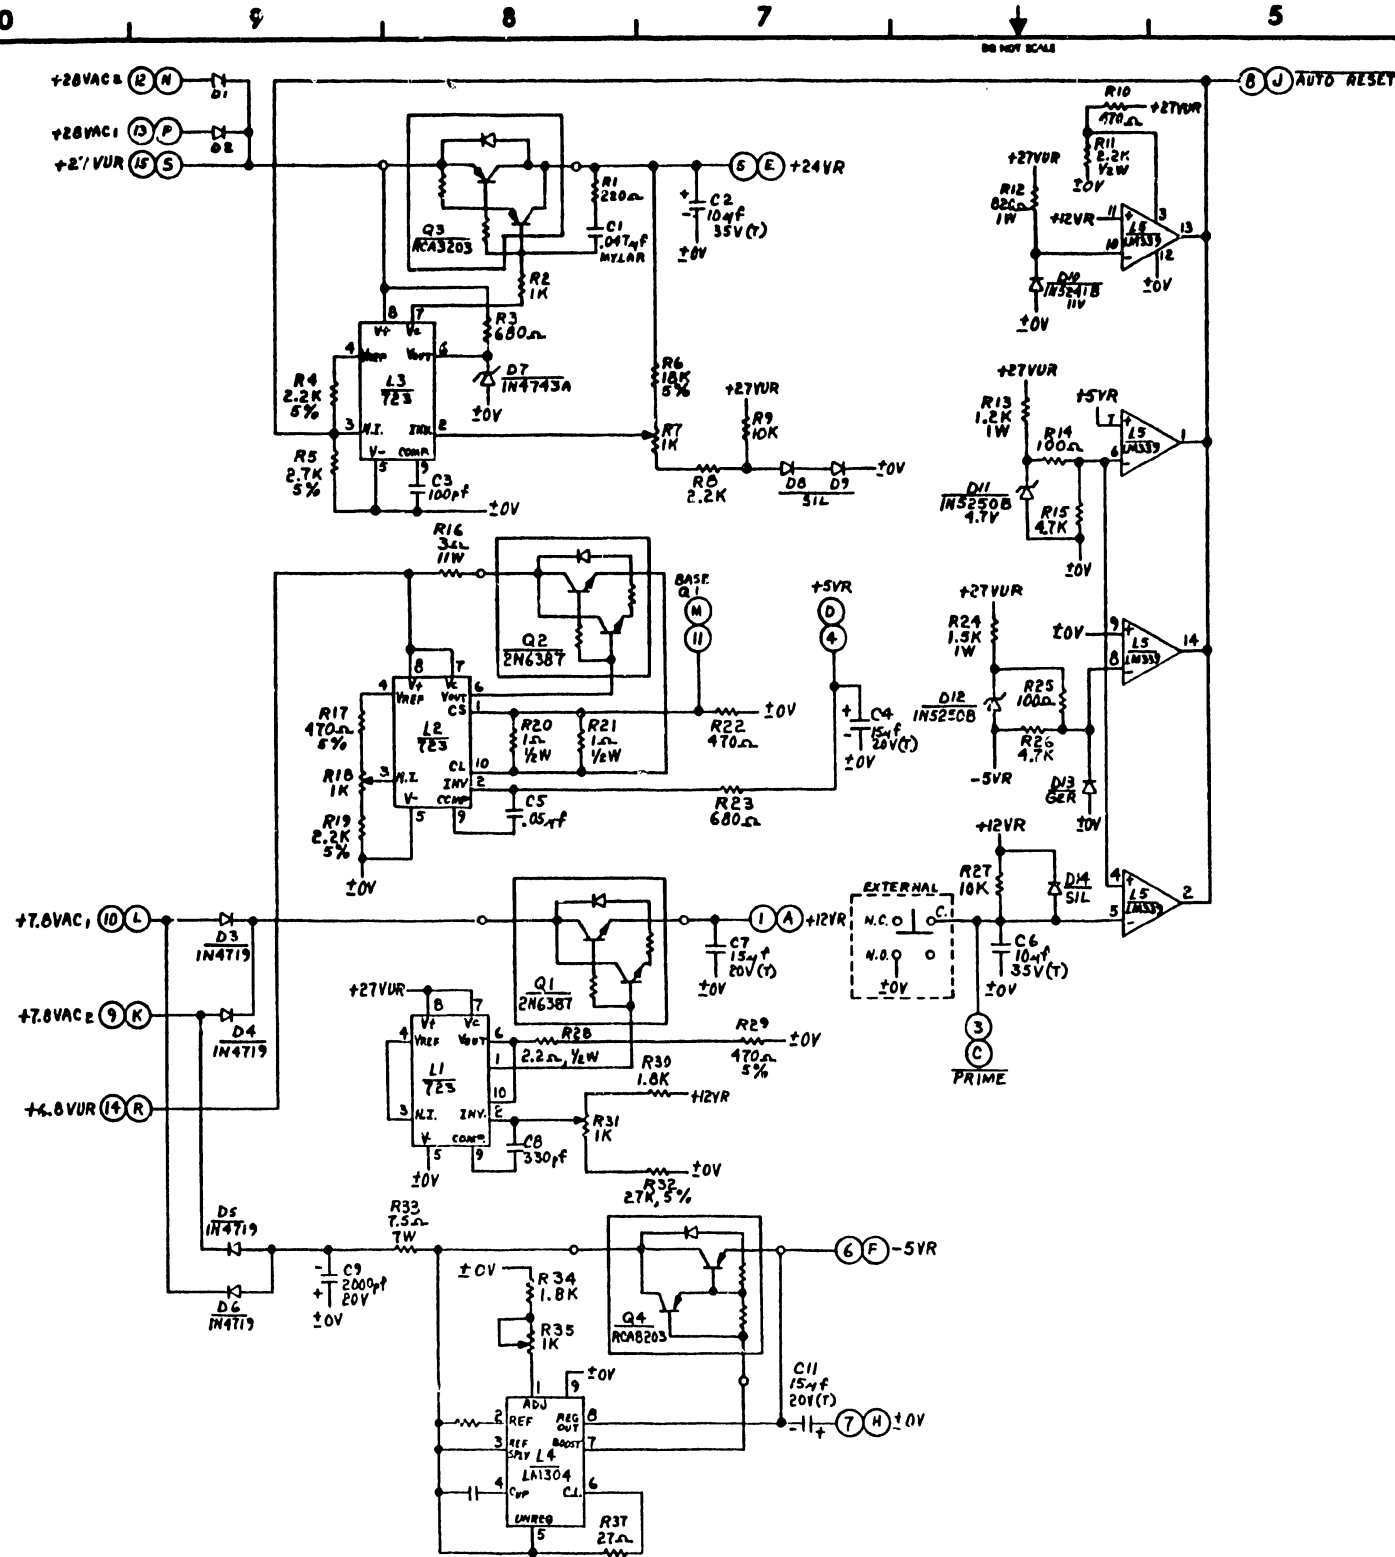 0 9 8 7 5
DO NOT SCALE
+28VAC2 12 N D1
+28VAC1 13 P D2
+27VUR 15 S
Q3
RCA3203
R1
220Ω
C1
.047μf
MYLAR
+
-
C2
10μf
35V(T)
±0V
5 E +24VR
R2
1K
R3
680Ω
8 7
V+ Vc
4 VREF VOUT 6
L3
723
3 N.I. INV. 2
V- COMP.
5 9
D7
1N4743A
±0V
R4
2.2K
5%
R5
2.7K
5%
C3
100pf
±0V
R6
18K
5%
R7
1K
R8
2.2K
+27VUR
R9
10K
D8 D9
SIL
±0V
8 J AUTO RESET
R10
470Ω
+27VUR
R11
2.2K
½W
±0V
+27VUR
R12
820Ω
1W
+12VR
11 +
10 -
L5
LM339
3
13
12
±0V
D10
1N5241B
11V
±0V
+27VUR
R13
1.2K
1W
R14
100Ω
+5VR
7 +
6 -
L5
LM339
1
D11
1N5250B
4.7V
R15
4.7K
±0V
R16
3Ω
11W
Q2
2N6387
BASE
Q1
M
11
+5VR
D
4
8 7
V+ Vc
4 VREF VOUT 6
CS 1
L2
723
CL 10
3 N.I. INV 2
V- COMP
5 9
R17
470Ω
5%
R18
1K
R19
2.2K
5%
±0V
R20
1Ω
½W
R21
1Ω
½W
R22
470Ω
±0V
C4
15μf
20V(T)
+
-
±0V
C5
.05μf
R23
680Ω
+27VUR
R24
1.5K
1W
±0V
9 +
8 -
L5
LM339
14
D12
1N5250B
R25
100Ω
R26
4.7K
-5VR
D13
GER
±0V
+7.8VAC1 10 L
D3
1N4719
+7.8VAC2 9 K
D4
1N4719
14 R
Q1
2N6387
C7
15μf
20V(T)
±0V
1 A +12VR
+27VUR
8 7
V+ Vc
4 VREF VOUT 6
1
L1
723
10
3 N.I. INV. 2
V- COMP.
5 9
±0V
R28
2.2Ω, ½W
R29
470Ω
5%
±0V
R30
1.8K
+12VR
R31
1K
C8
330pf
±0V
R32
27K, 5%
EXTERNAL
N.C. C.
N.O.
±0V
+12VR
R27
10K
D14
SIL
4 +
5 -
L5
LM339
2
C6
10μf
35V(T)
±0V
3
C
PRIME
D5
1N4719
D6
1N4719
-
+
C9
2000μf
20V
±0V
R33
7.5Ω
7W
±0V
R34
1.8K
R35
1K
Q4
RCA8203
6 F -5VR
C11
15μf
20V(T)
- +
7 H ±0V
±0V
1 9
ADJ
2 REF REG OUT 8
3 REF SPLY BOOST 7
L4
LM304
4 C.L. 6
UNREG
5
R37
27Ω